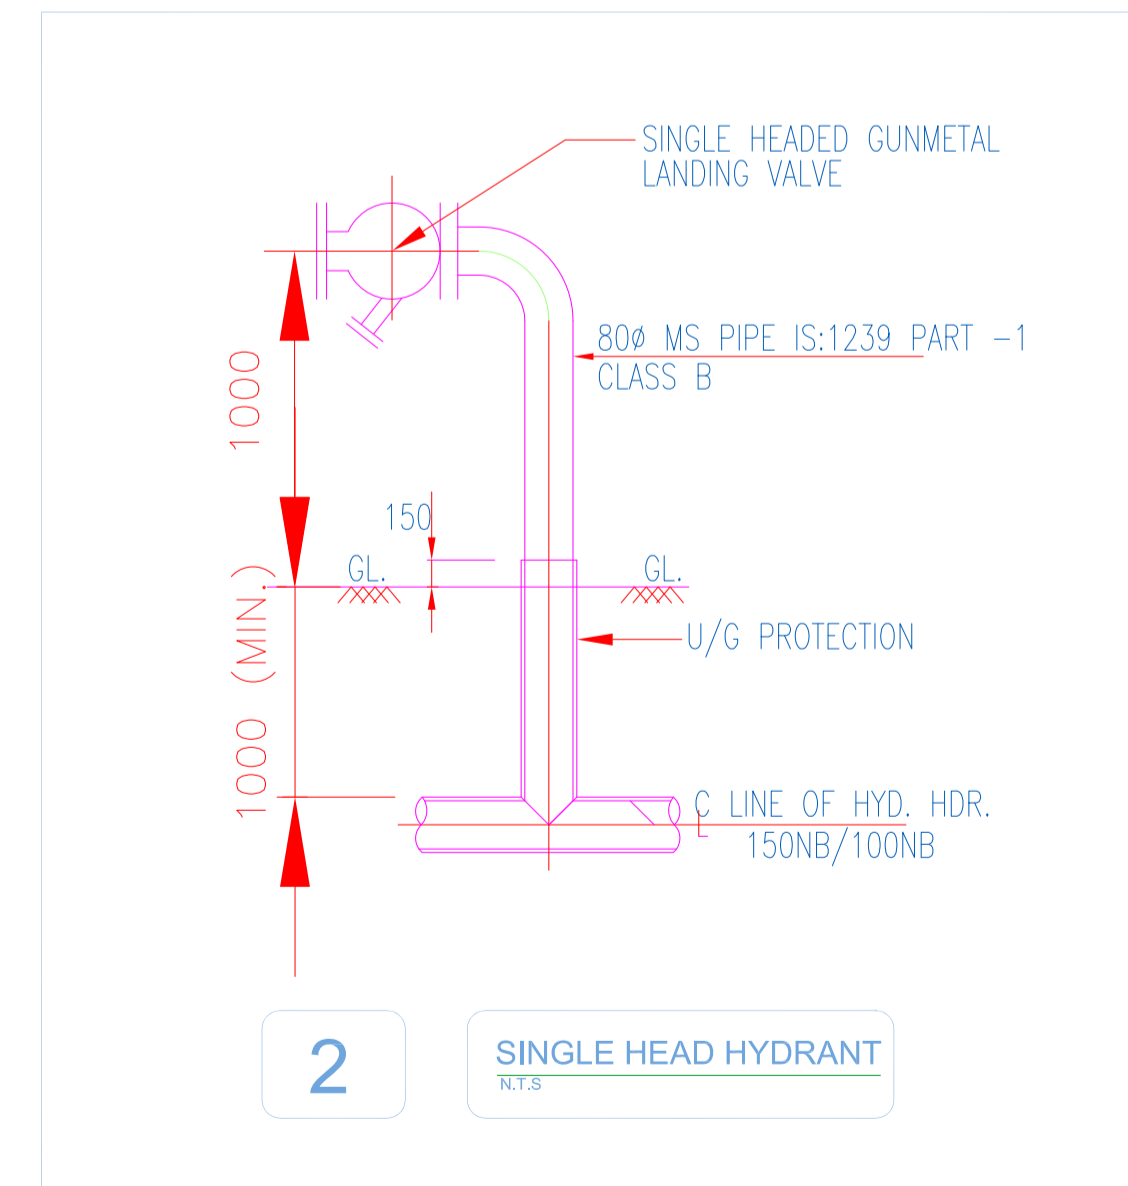 SINGLE HEADED GUNMETAL
LANDING VALVE
80ø MS PIPE IS:1239 PART -1
CLASS B
1000
150
GL.
GL.
1000 (MIN.)
U/G PROTECTION
C LINE OF HYD. HDR.
L
150NB/100NB
2
SINGLE HEAD HYDRANT
N.T.S